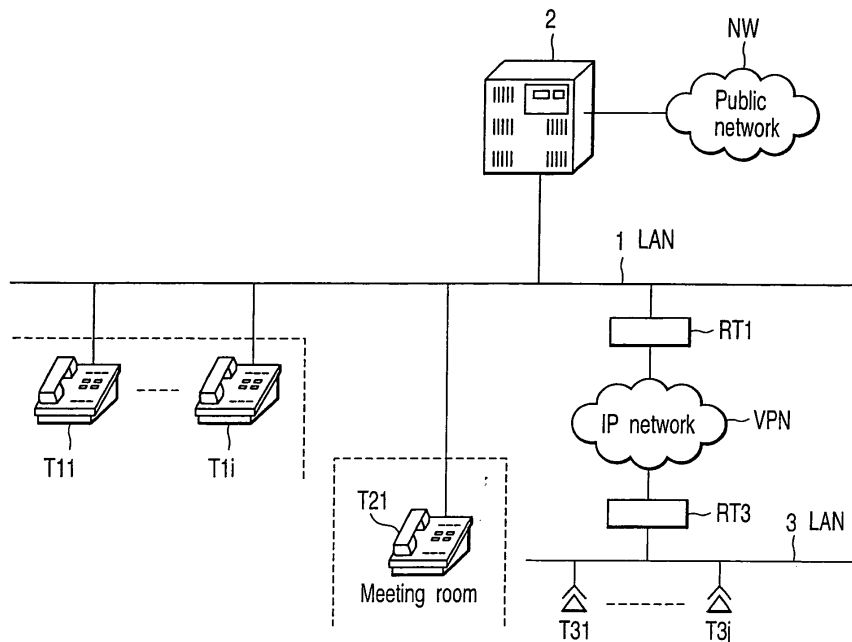 2
NW
Public
network
1 LAN
RT1
IP network
VPN
T11
T1i
T21
RT3
3 LAN
Meeting room
T31
T3j